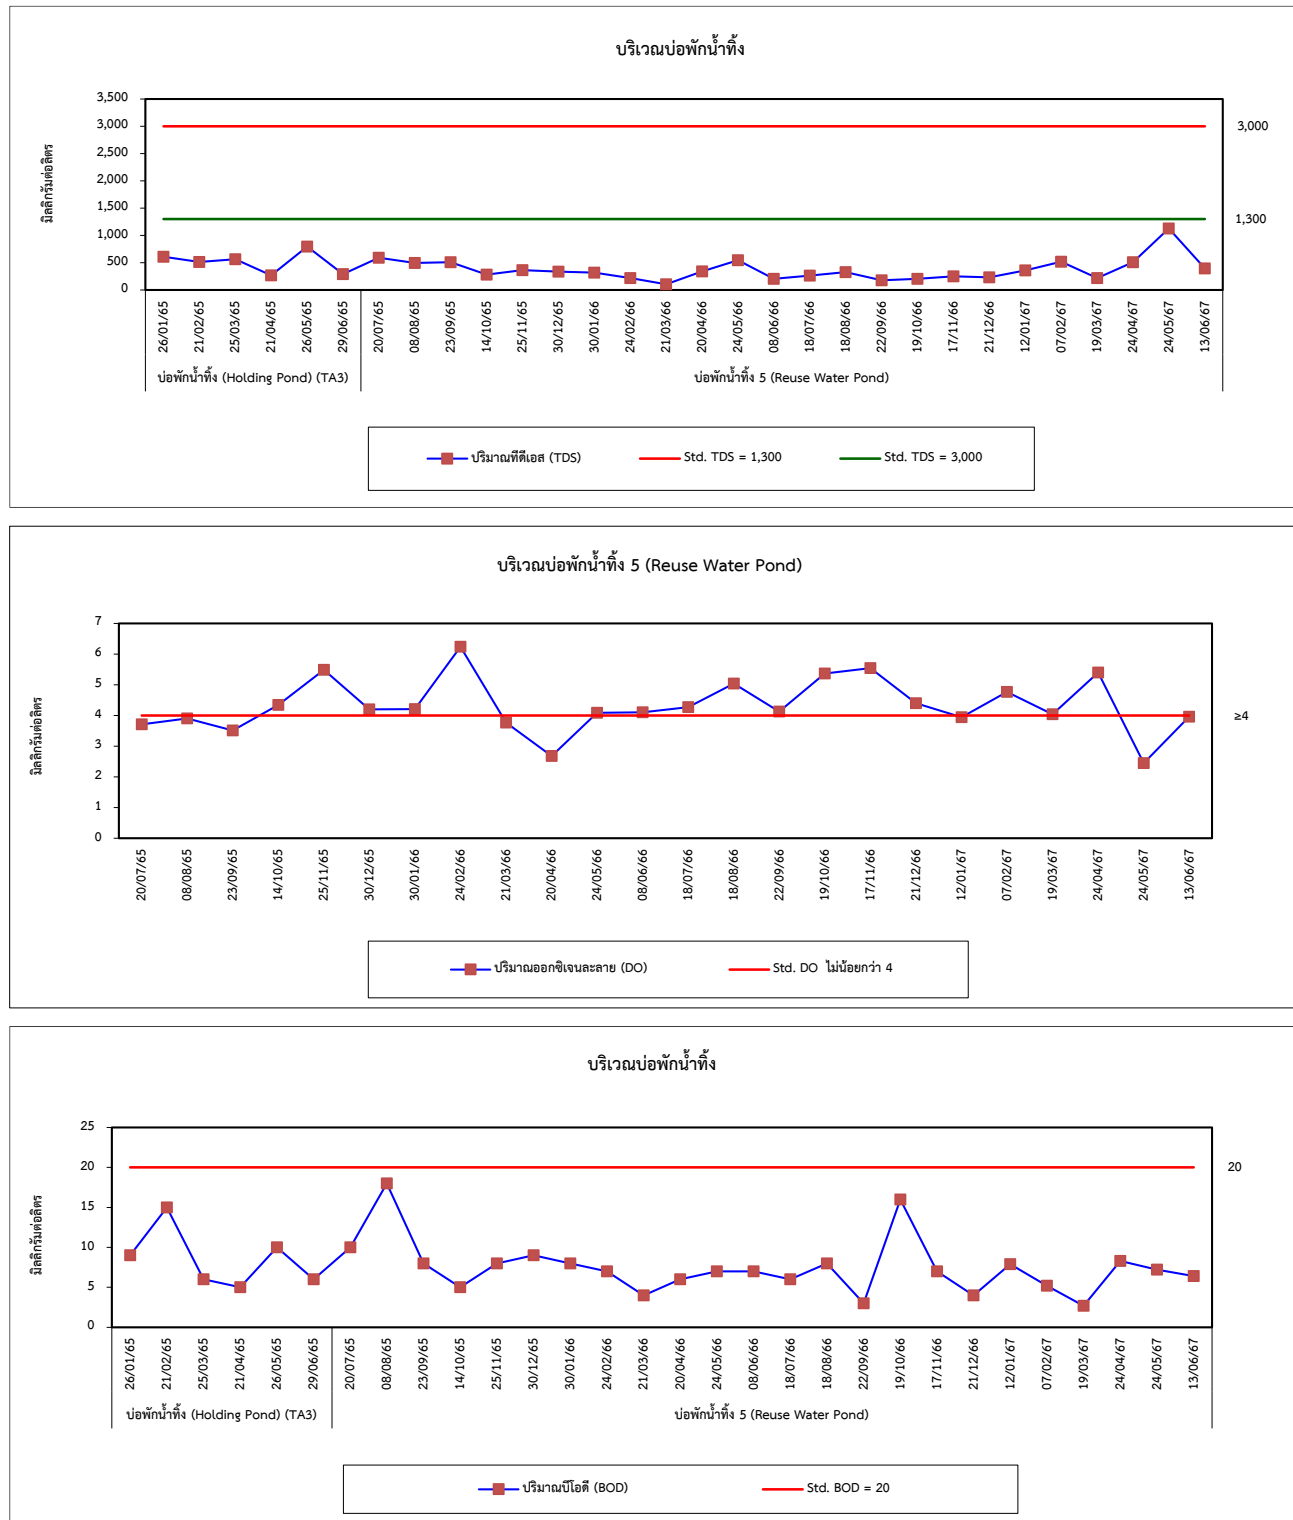 บริเวณบ่อพักน้ำทิ้ง
มิลลิกรัมต่อลิตร
3,500
3,000
2,500
2,000
1,500
1,000
500
0
3,000
1,300
26/01/65 21/02/65 25/03/65 21/04/65 26/05/65 29/06/65 20/07/65 08/08/65 23/09/65 14/10/65 25/11/65 30/12/65 30/01/66 24/02/66 21/03/66 20/04/66 24/05/66 08/06/66 18/07/66 18/08/66 22/09/66 19/10/66 17/11/66 21/12/66 12/01/67 07/02/67 19/03/67 24/04/67 24/05/67 13/06/67
บ่อพักน้ำทิ้ง (Holding Pond) (TA3) บ่อพักน้ำทิ้ง 5 (Reuse Water Pond)
ปริมาณทีดีเอส (TDS) Std. TDS = 1,300 Std. TDS = 3,000
บริเวณบ่อพักน้ำทิ้ง 5 (Reuse Water Pond)
มิลลิกรัมต่อลิตร
7
6
5
4
3
2
1
0
≥4
20/07/65 08/08/65 23/09/65 14/10/65 25/11/65 30/12/65 30/01/66 24/02/66 21/03/66 20/04/66 24/05/66 08/06/66 18/07/66 18/08/66 22/09/66 19/10/66 17/11/66 21/12/66 12/01/67 07/02/67 19/03/67 24/04/67 24/05/67 13/06/67
ปริมาณออกซิเจนละลาย (DO) Std. DO ไม่น้อยกว่า 4
บริเวณบ่อพักน้ำทิ้ง
มิลลิกรัมต่อลิตร
25
20
15
10
5
0
20
26/01/65 21/02/65 25/03/65 21/04/65 26/05/65 29/06/65 20/07/65 08/08/65 23/09/65 14/10/65 25/11/65 30/12/65 30/01/66 24/02/66 21/03/66 20/04/66 24/05/66 08/06/66 18/07/66 18/08/66 22/09/66 19/10/66 17/11/66 21/12/66 12/01/67 07/02/67 19/03/67 24/04/67 24/05/67 13/06/67
บ่อพักน้ำทิ้ง (Holding Pond) (TA3) บ่อพักน้ำทิ้ง 5 (Reuse Water Pond)
ปริมาณบีโอดี (BOD) Std. BOD = 20